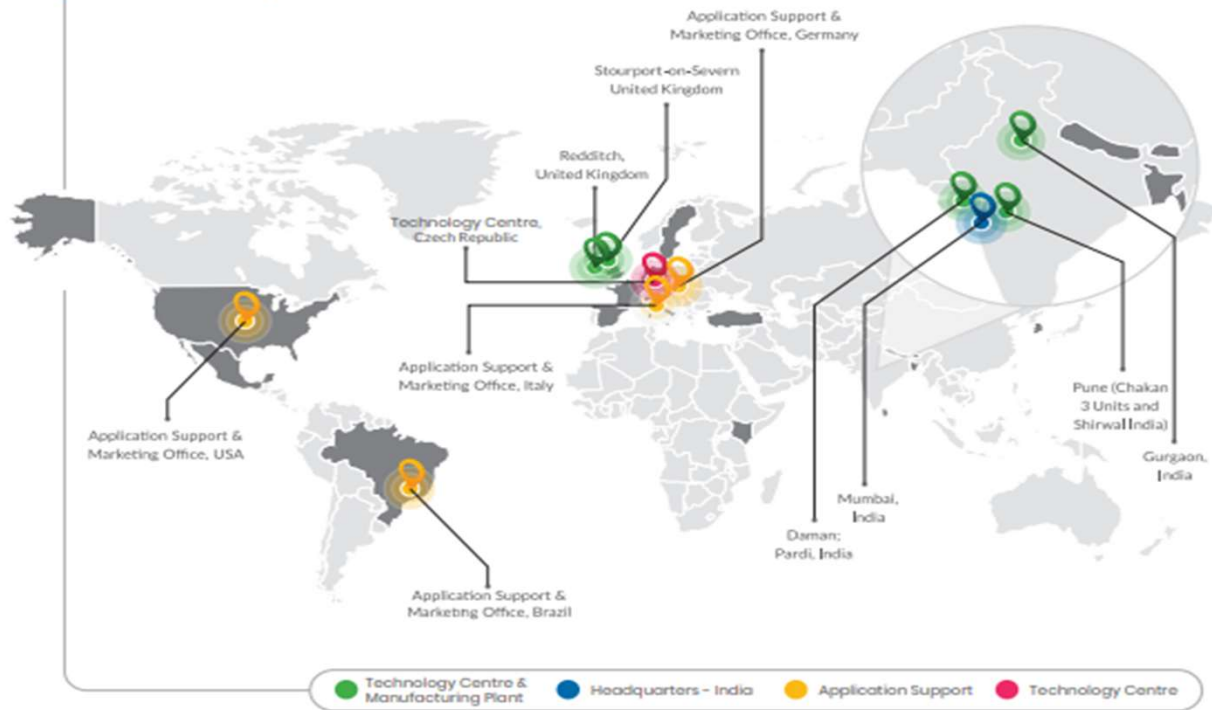 Application Support &
Marketing Office, Germany
Stourport-on-Severn
United Kingdom
Redditch,
United Kingdom
Technology Centre,
Czech Republic
Application Support &
Marketing Office, Italy
Application Support &
Marketing Office, USA
Application Support &
Marketing Office, Brazil
Pune (Chakan
3 Units and
Shirwal India)
Gurgaon,
India
Mumbai,
India
Daman;
Pardi, India
Technology Centre &
Manufacturing Plant
Headquarters - India
Application Support
Technology Centre